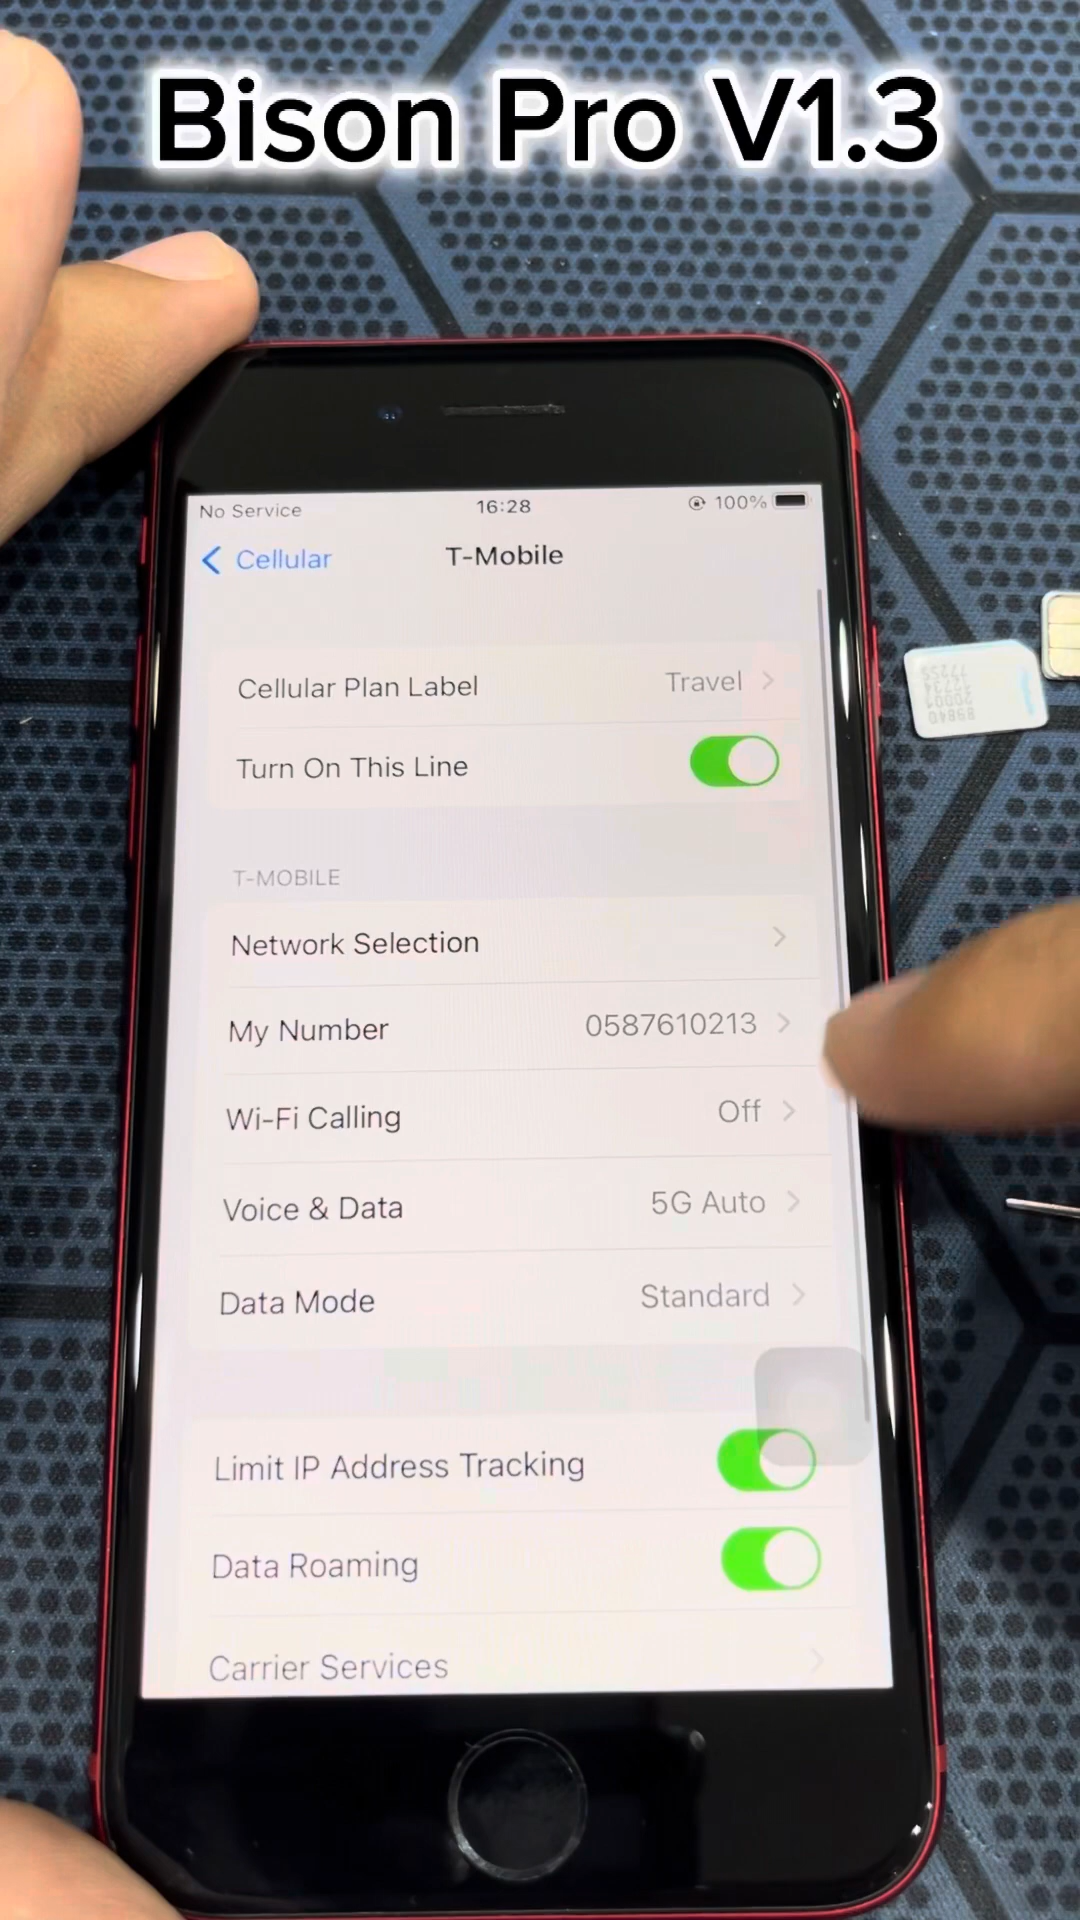 Bison Pro V1.3
No Service 16:28 100%
Cellular T-Mobile
Cellular Plan Label Travel
Turn On This Line
T-MOBILE
Network Selection
My Number 0587610213
Wi-Fi Calling Off
Voice & Data 5G Auto
Data Mode Standard
Limit IP Address Tracking
Data Roaming
Carrier Services
89840